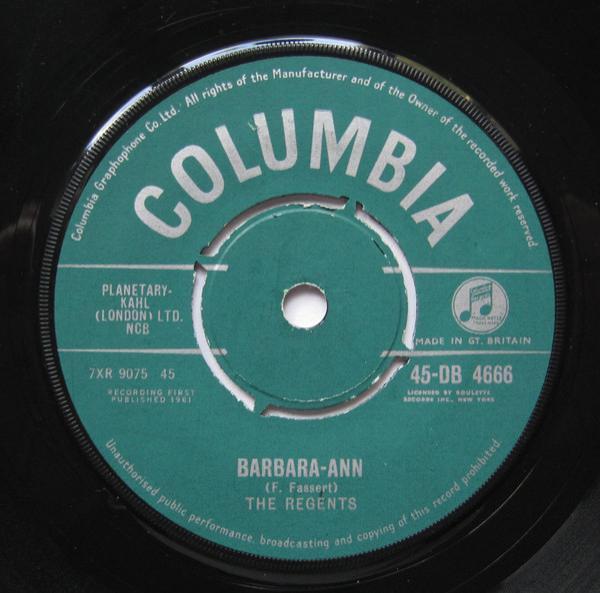 Columbia Graphophone Co. Ltd. All rights of the Manufacturer and of the Owner of the recorded work reserved
COLUMBIA
PLANETARY-
KAHL
(LONDON) LTD.
NCB
MADE IN GT. BRITAIN
7XR 9075 45
RECORDING FIRST
PUBLISHED 1961
45-DB 4666
LICENSED BY ROULETTE
RECORDS INC., NEW YORK
BARBARA-ANN
(F. Fassert)
THE REGENTS
Unauthorised public performance, broadcasting and copying of this record prohibited